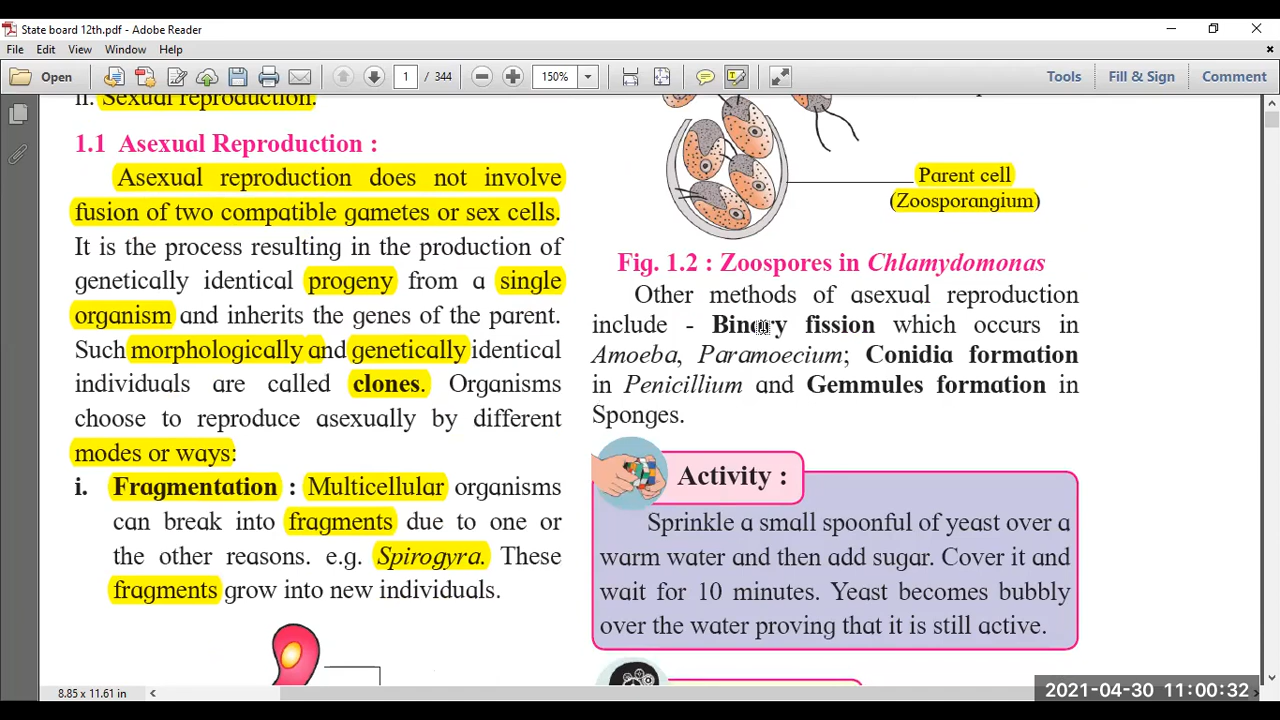 State board 12th.pdf - Adobe Reader
File Edit View Window Help
Open 1 / 344 150% Tools Fill & Sign Comment
ii. Sexual reproduction.
1.1 Asexual Reproduction :
Asexual reproduction does not involve
fusion of two compatible gametes or sex cells.
It is the process resulting in the production of
genetically identical progeny from a single
organism and inherits the genes of the parent.
Such morphologically and genetically identical
individuals are called clones. Organisms
choose to reproduce asexually by different
modes or ways:
i. Fragmentation : Multicellular organisms
can break into fragments due to one or
the other reasons. e.g. Spirogyra. These
fragments grow into new individuals.
Parent cell
(Zoosporangium)
Fig. 1.2 : Zoospores in Chlamydomonas
Other methods of asexual reproduction
include - Binary fission which occurs in
Amoeba, Paramoecium; Conidia formation
in Penicillium and Gemmules formation in
Sponges.
Activity :
Sprinkle a small spoonful of yeast over a
warm water and then add sugar. Cover it and
wait for 10 minutes. Yeast becomes bubbly
over the water proving that it is still active.
8.85 x 11.61 in
2021-04-30 11:00:32